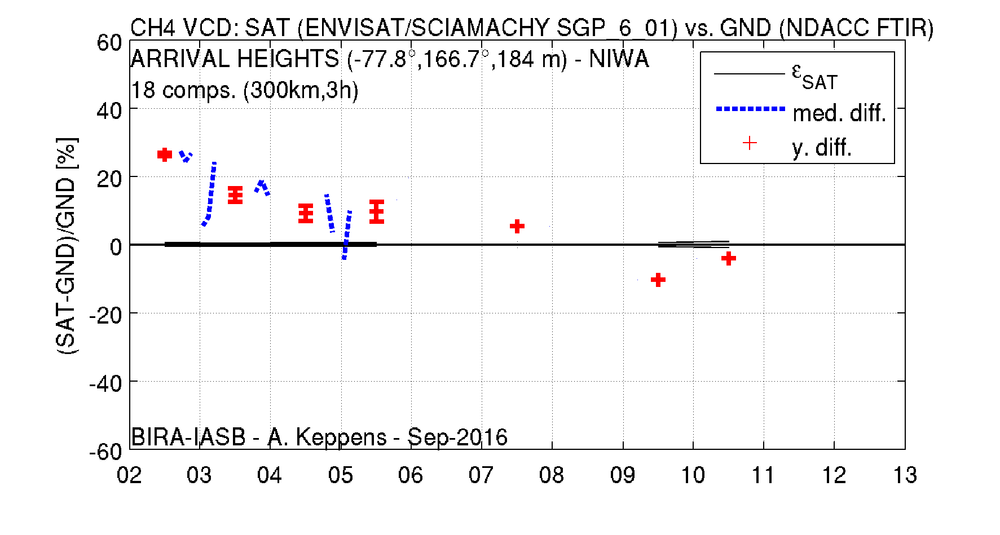 CH4 VCD: SAT (ENVISAT/SCIAMACHY SGP_6_01) vs. GND (NDACC FTIR)
ARRIVAL HEIGHTS (-77.8°,166.7°,184 m) - NIWA
18 comps. (300km,3h)
εSAT
med. diff.
y. diff.
(SAT-GND)/GND [%]
60
40
20
0
-20
-40
-60
BIRA-IASB - A. Keppens - Sep-2016
02 03 04 05 06 07 08 09 10 11 12 13